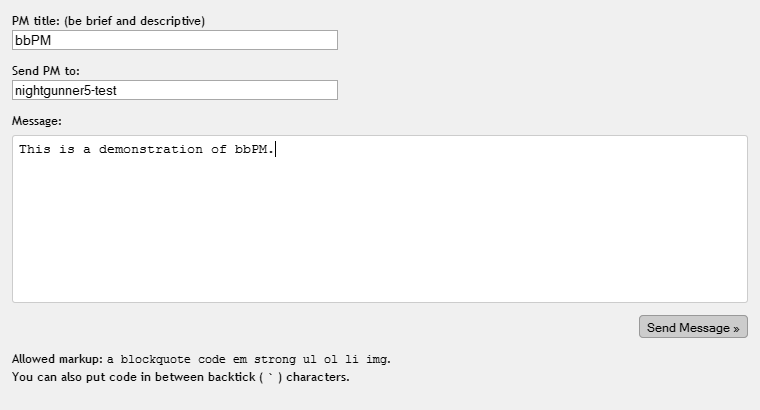 PM title: (be brief and descriptive)
bbPM
Send PM to:
nightgunner5-test
Message:
This is a demonstration of bbPM.
Send Message »
Allowed markup: a blockquote code em strong ul ol li img.
You can also put code in between backtick ( ` ) characters.